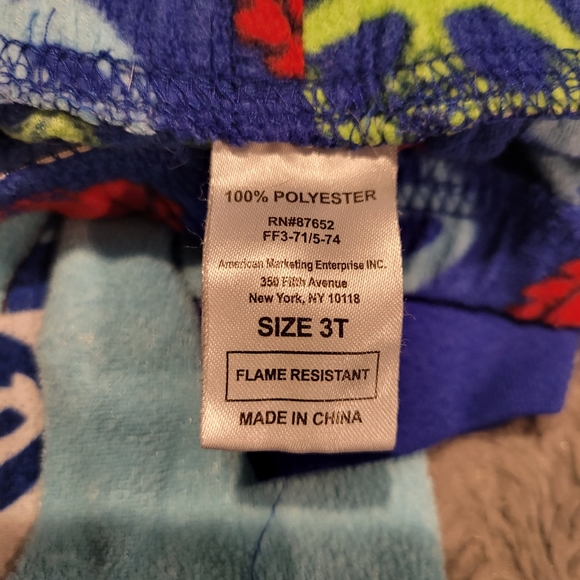 100% POLYESTER
RN#87652
FF3-71/5-74
American Marketing Enterprise INC.
350 Fifth Avenue
New York, NY 10118
SIZE 3T
FLAME RESISTANT
MADE IN CHINA